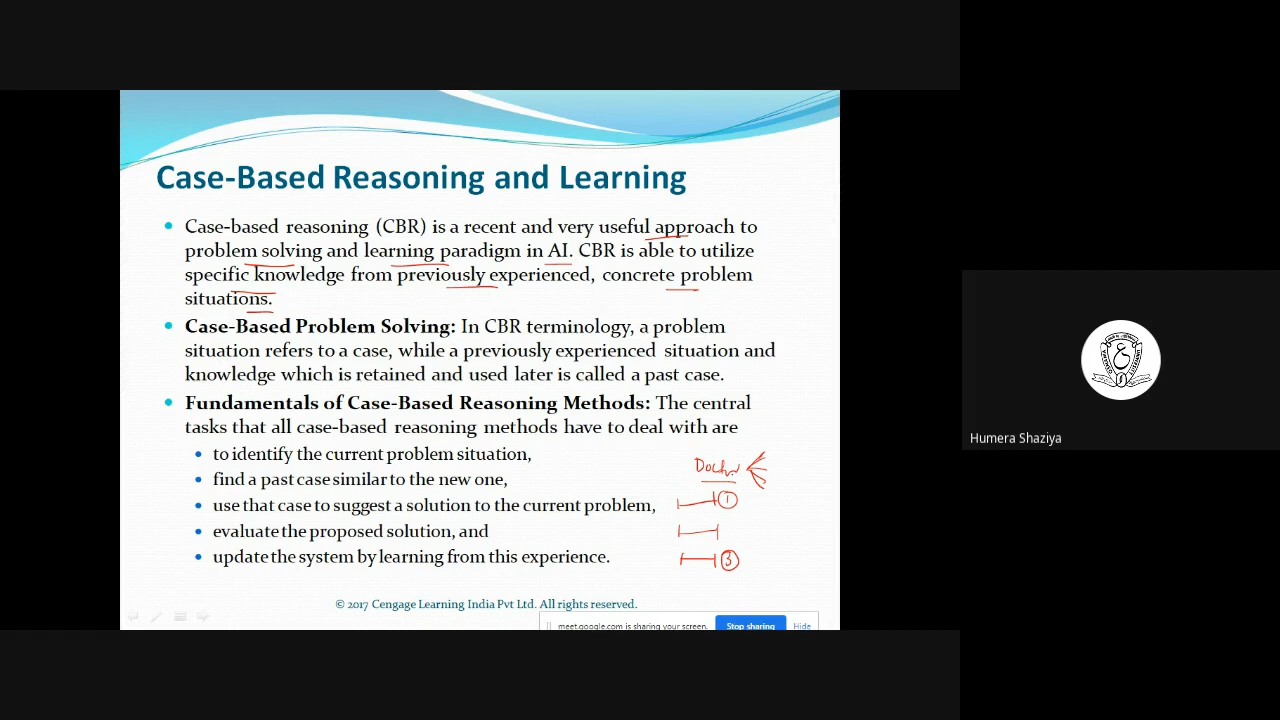 Case-Based Reasoning and Learning
Case-based reasoning (CBR) is a recent and very useful approach to
problem solving and learning paradigm in AI. CBR is able to utilize
specific knowledge from previously experienced, concrete problem
situations.
Case-Based Problem Solving: In CBR terminology, a problem
situation refers to a case, while a previously experienced situation and
knowledge which is retained and used later is called a past case.
Fundamentals of Case-Based Reasoning Methods: The central
tasks that all case-based reasoning methods have to deal with are
to identify the current problem situation,
find a past case similar to the new one,
use that case to suggest a solution to the current problem,
evaluate the proposed solution, and
update the system by learning from this experience.
Doctor
1
3
© 2017 Cengage Learning India Pvt Ltd. All rights reserved.
meet.google.com is sharing your screen.
Stop sharing
Hide
Humera Shaziya